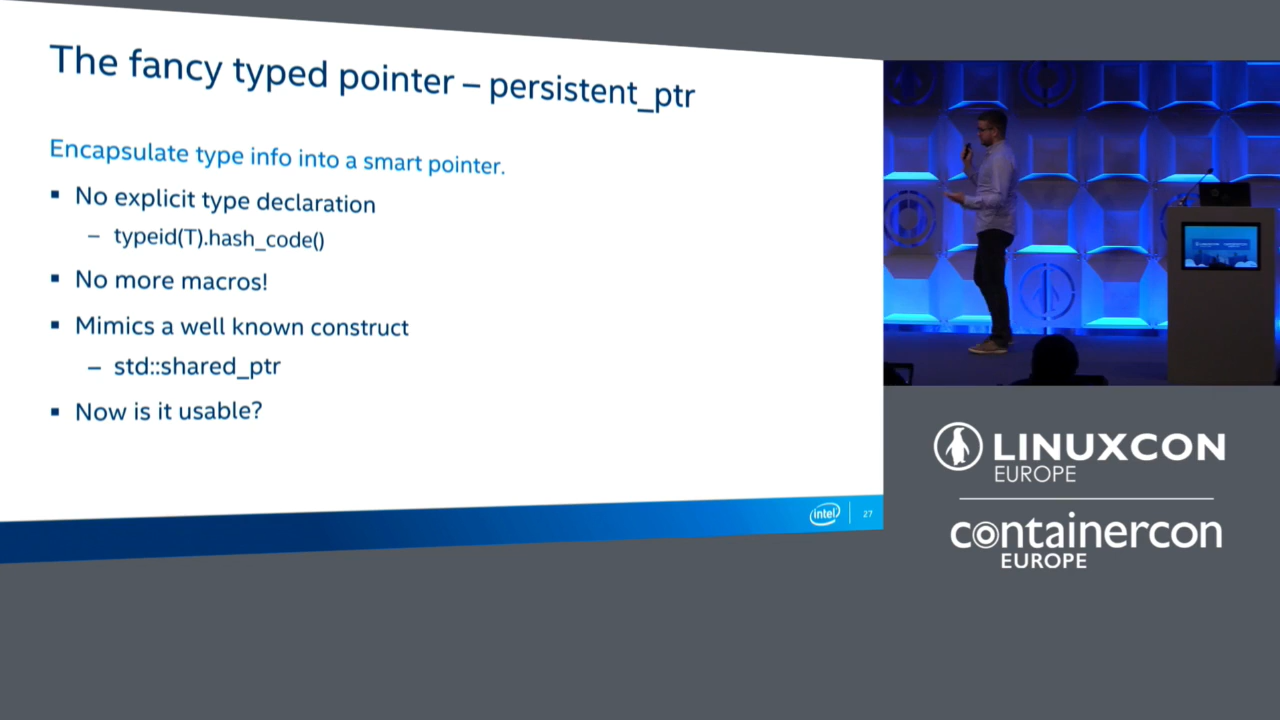 The fancy typed pointer – persistent_ptr
Encapsulate type info into a smart pointer.
▪ No explicit type declaration
– typeid(T).hash_code()
▪ No more macros!
▪ Mimics a well known construct
– std::shared_ptr
▪ Now is it usable?
intel
27
LINUXCON
EUROPE
containercon
EUROPE